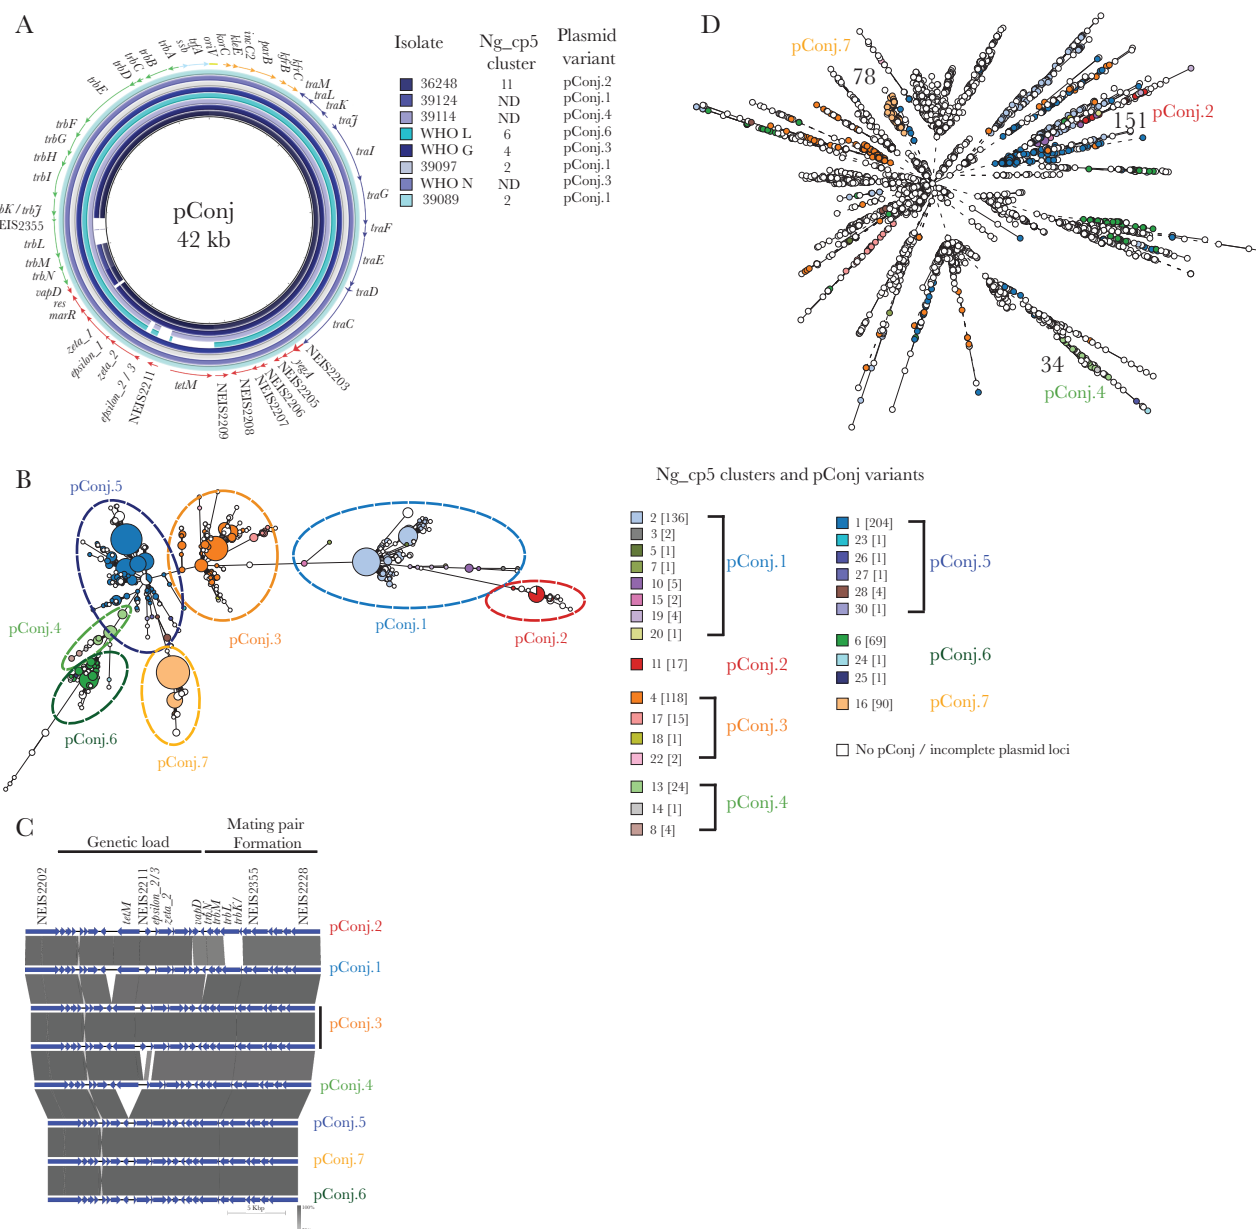 A
pConj
42 kb
oriV
trfA
ssb
trbA
trbB
trbC
trbD
trbE
trbF
trbG
trbH
trbI
bK / trbJ
EIS2355
trbL
trbM
trbN
vapD
res
marR
zeta_1
epsilon_1
zeta_2
epsilon_2 / 3
NEIS2211
tetM
NEIS2209
NEIS2208
NEIS2207
NEIS2206
NEIS2205
yegA
NEIS2203
traC
traD
traE
traF
traG
traI
traJ
traK
traL
traM
kfrC
kfrB
parB
incC2
kleE
korC
Isolate Ng_cp5 cluster Plasmid variant
36248 11 pConj.2
39124 ND pConj.1
39114 ND pConj.4
WHO L 6 pConj.6
WHO G 4 pConj.3
39097 2 pConj.1
WHO N ND pConj.3
39089 2 pConj.1
D
pConj.7
78
pConj.2
151
34
pConj.4
B
pConj.5
pConj.4
pConj.3
pConj.1
pConj.2
pConj.6
pConj.7
Ng_cp5 clusters and pConj variants
2 [136]
3 [2]
5 [1]
7 [1]
10 [5]
15 [2]
19 [4]
20 [1]
pConj.1
11 [17]
pConj.2
4 [118]
17 [15]
18 [1]
22 [2]
pConj.3
13 [24]
14 [1]
8 [4]
pConj.4
1 [204]
23 [1]
26 [1]
27 [1]
28 [4]
30 [1]
pConj.5
6 [69]
24 [1]
25 [1]
pConj.6
16 [90]
pConj.7
No pConj / incomplete plasmid loci
C
Genetic load
Mating pair
Formation
NEIS2202
tetM
NEIS2211
epsilon_2/3
zeta_2
vapD
trbN
trbM
trbL
trbK/
NEIS2355
NEIS2228
pConj.2
pConj.1
pConj.3
pConj.4
pConj.5
pConj.7
pConj.6
5 Kbp
100%